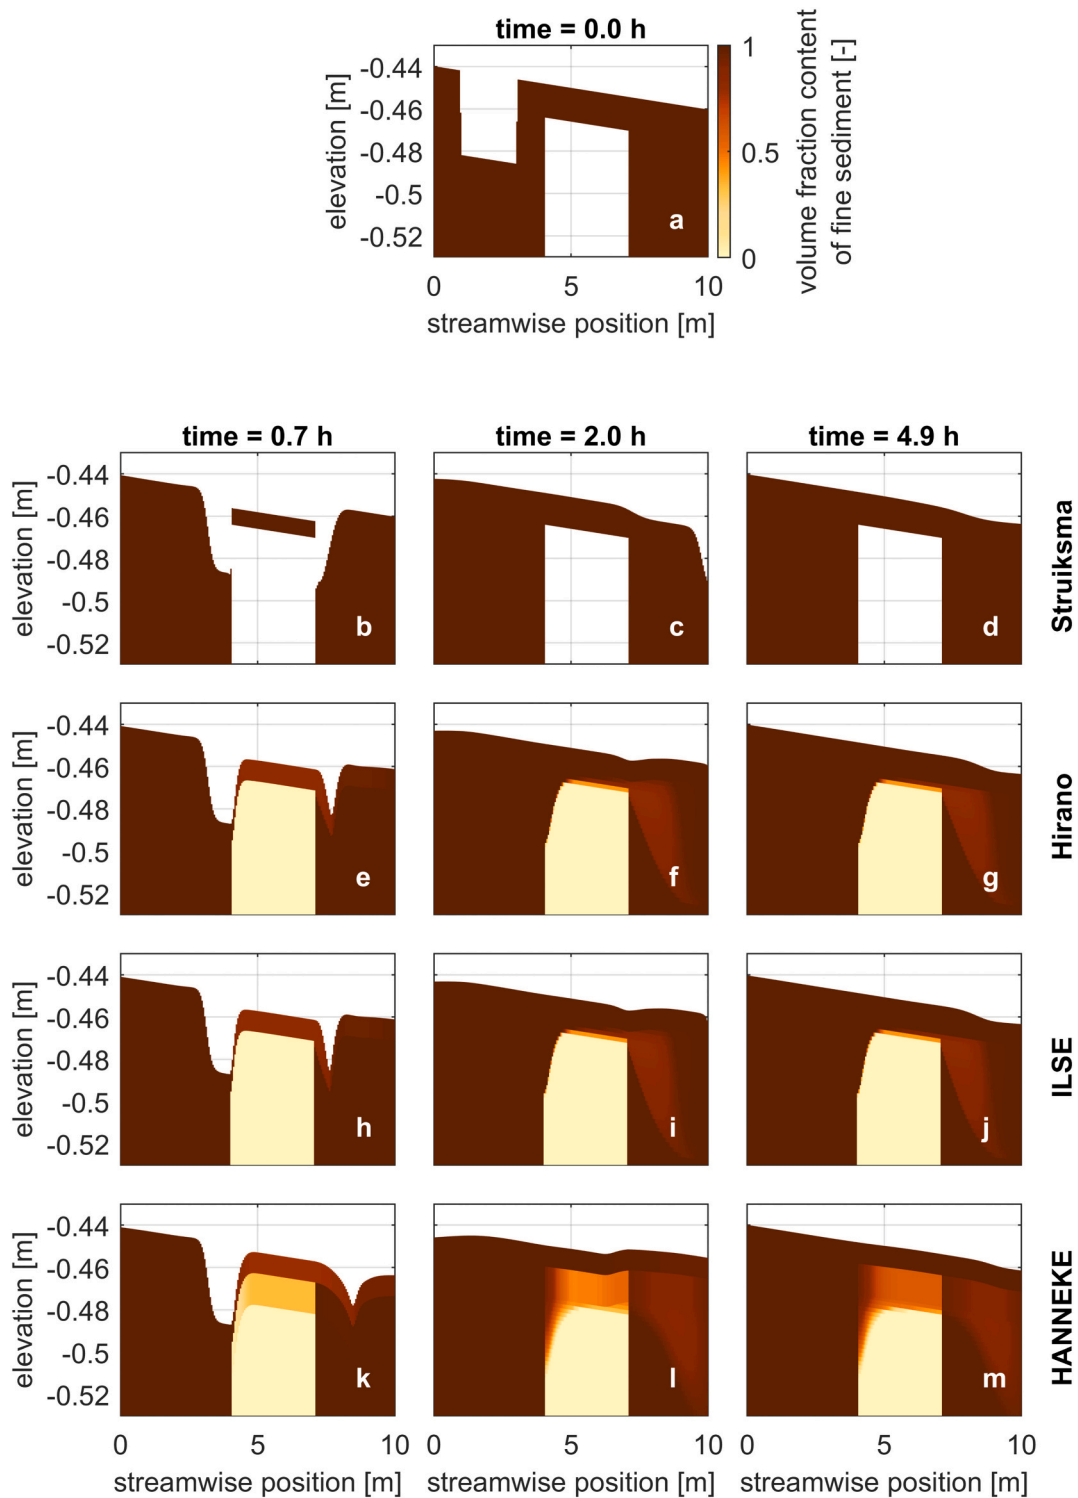 time = 0.0 h
elevation [m]
-0.44
-0.46
-0.48
-0.5
-0.52
a
0 5 10
streamwise position [m]
1
0.5
0
volume fraction content
of fine sediment [-]
time = 0.7 h time = 2.0 h time = 4.9 h
elevation [m]
-0.44
-0.46
-0.48
-0.5
-0.52
b c d
Struiksma
elevation [m]
-0.44
-0.46
-0.48
-0.5
-0.52
e f g
Hirano
elevation [m]
-0.44
-0.46
-0.48
-0.5
-0.52
h i j
ILSE
elevation [m]
-0.44
-0.46
-0.48
-0.5
-0.52
k l m
HANNEKE
0 5 10 0 5 10 0 5 10
streamwise position [m] streamwise position [m] streamwise position [m]